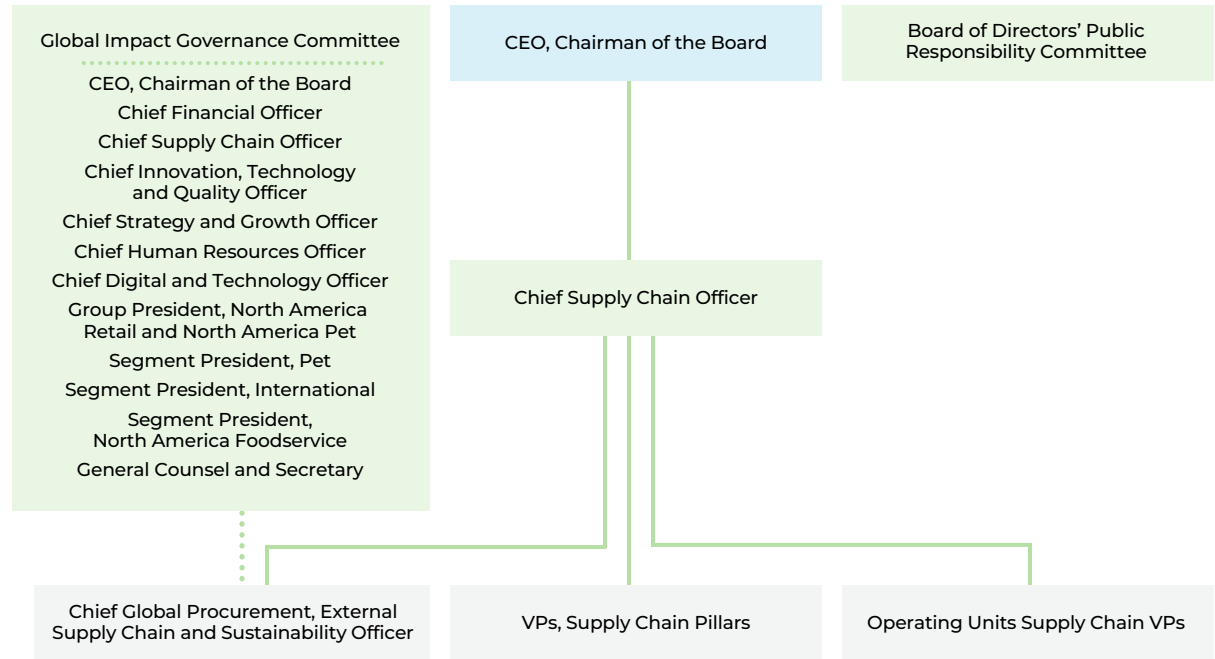 Global Impact Governance Committee
CEO, Chairman of the Board
Chief Financial Officer
Chief Supply Chain Officer
Chief Innovation, Technology
and Quality Officer
Chief Strategy and Growth Officer
Chief Human Resources Officer
Chief Digital and Technology Officer
Group President, North America
Retail and North America Pet
Segment President, Pet
Segment President, International
Segment President,
North America Foodservice
General Counsel and Secretary
CEO, Chairman of the Board
Board of Directors’ Public
Responsibility Committee
Chief Supply Chain Officer
Chief Global Procurement, External
Supply Chain and Sustainability Officer
VPs, Supply Chain Pillars
Operating Units Supply Chain VPs